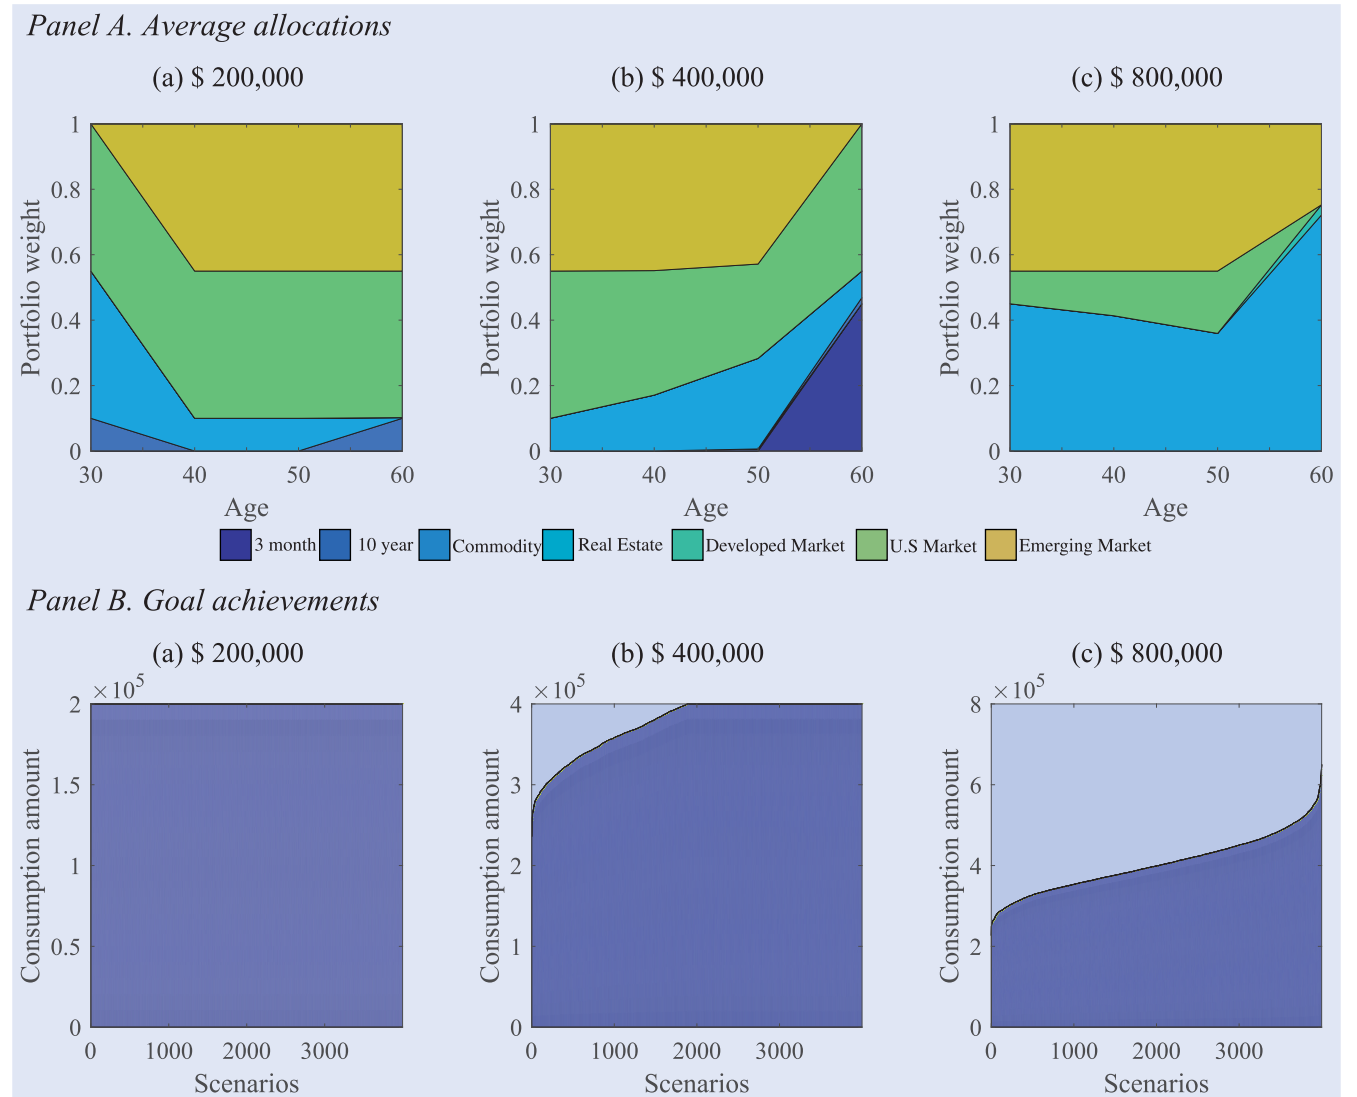 Panel A. Average allocations
(a) $ 200,000 (b) $ 400,000 (c) $ 800,000
Portfolio weight
1
0.8
0.6
0.4
0.2
0
30 40 50 60
Age
Portfolio weight
1
0.8
0.6
0.4
0.2
0
30 40 50 60
Age
Portfolio weight
1
0.8
0.6
0.4
0.2
0
30 40 50 60
Age
3 month 10 year Commodity Real Estate Developed Market U.S Market Emerging Market
Panel B. Goal achievements
(a) $ 200,000 (b) $ 400,000 (c) $ 800,000
×10⁵
Consumption amount
2
1.5
1
0.5
0
0 1000 2000 3000
Scenarios
×10⁵
Consumption amount
4
3
2
1
0
0 1000 2000 3000
Scenarios
×10⁵
Consumption amount
8
6
4
2
0
0 1000 2000 3000
Scenarios